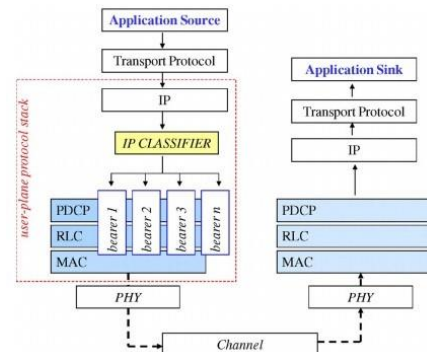 Application Source
Transport Protocol
IP
IP CLASSIFIER
user-plane protocol stack
PDCP
RLC
MAC
bearer 1
bearer 2
bearer 3
bearer n
PHY
Channel
Application Sink
Transport Protocol
IP
PDCP
RLC
MAC
PHY